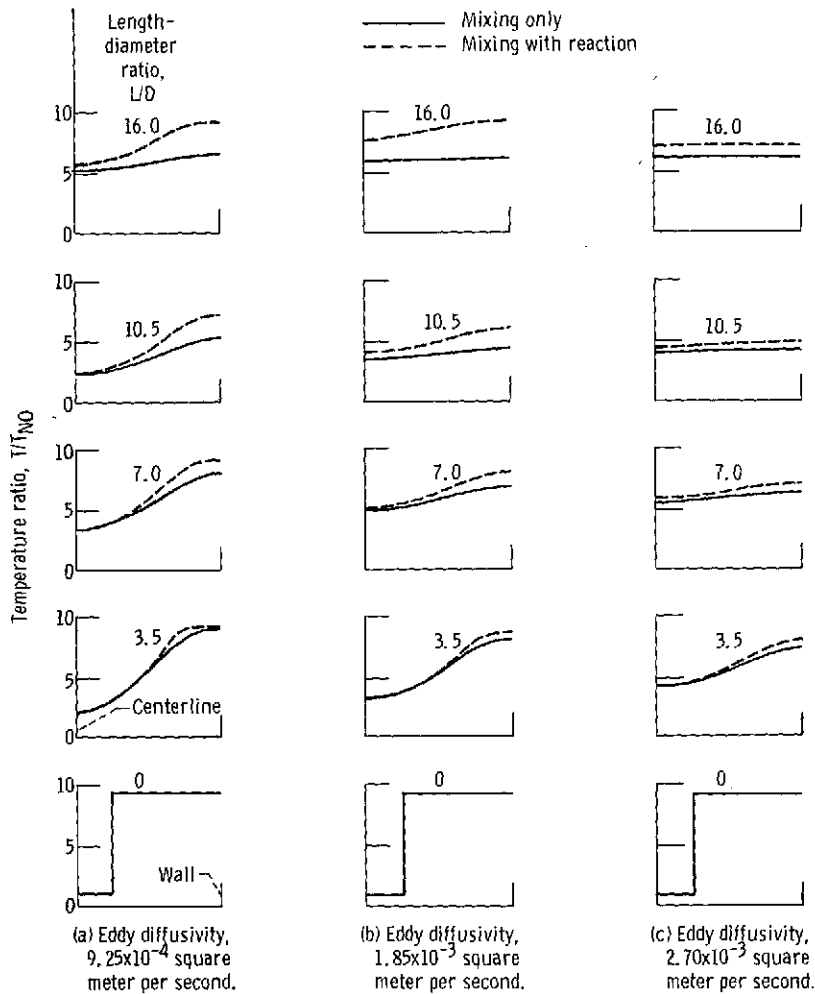 Length-
diameter
ratio,
L/D
Mixing only
Mixing with reaction
10
5
0
16.0
16.0
16.0
10
5
0
10.5
10.5
10.5
Temperature ratio, T/T_NO
10
5
0
7.0
7.0
7.0
10
5
0
3.5
Centerline
3.5
3.5
10
5
0
0
Wall
0
0
(a) Eddy diffusivity,
9.25x10⁻⁴ square
meter per second.
(b) Eddy diffusivity,
1.85x10⁻³ square
meter per second.
(c) Eddy diffusivity,
2.70x10⁻³ square
meter per second.